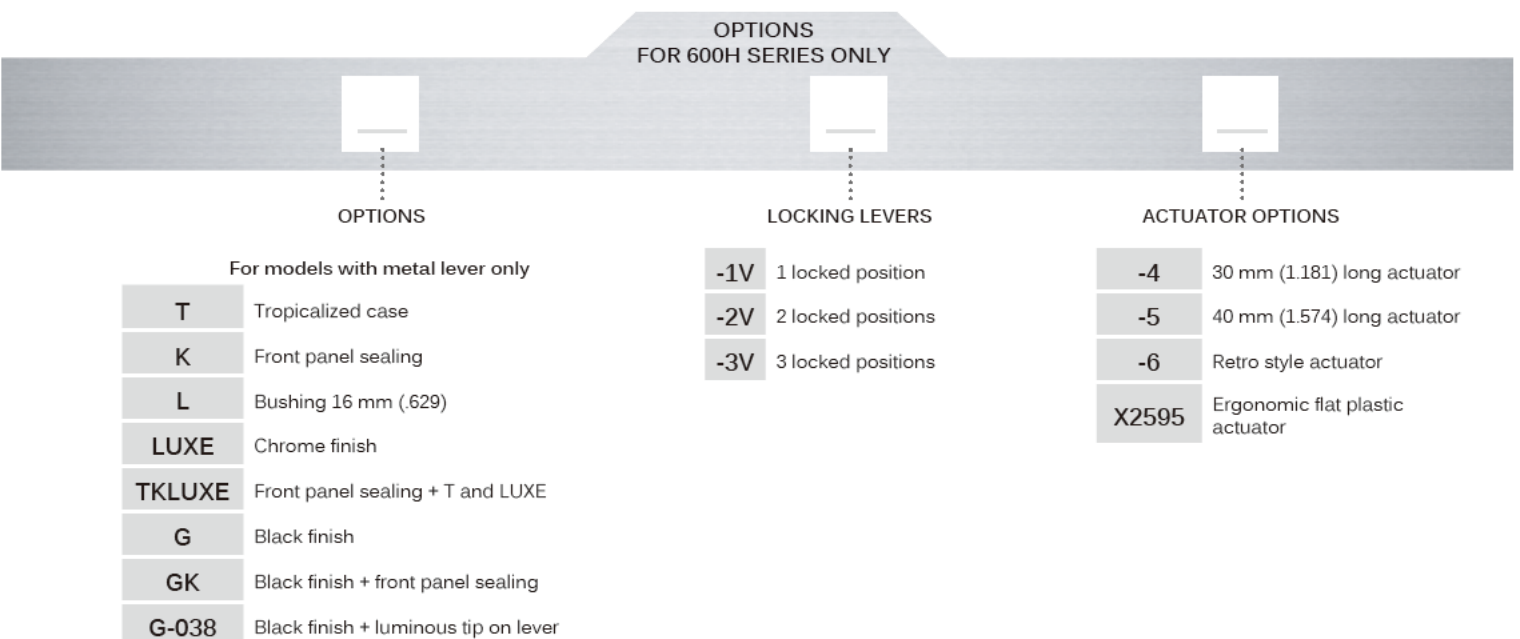 OPTIONS
FOR 600H SERIES ONLY
OPTIONS
For models with metal lever only
T Tropicalized case
K Front panel sealing
L Bushing 16 mm (.629)
LUXE Chrome finish
TKLUXE Front panel sealing + T and LUXE
G Black finish
GK Black finish + front panel sealing
G-038 Black finish + luminous tip on lever
LOCKING LEVERS
-1V 1 locked position
-2V 2 locked positions
-3V 3 locked positions
ACTUATOR OPTIONS
-4 30 mm (1.181) long actuator
-5 40 mm (1.574) long actuator
-6 Retro style actuator
X2595 Ergonomic flat plastic
actuator